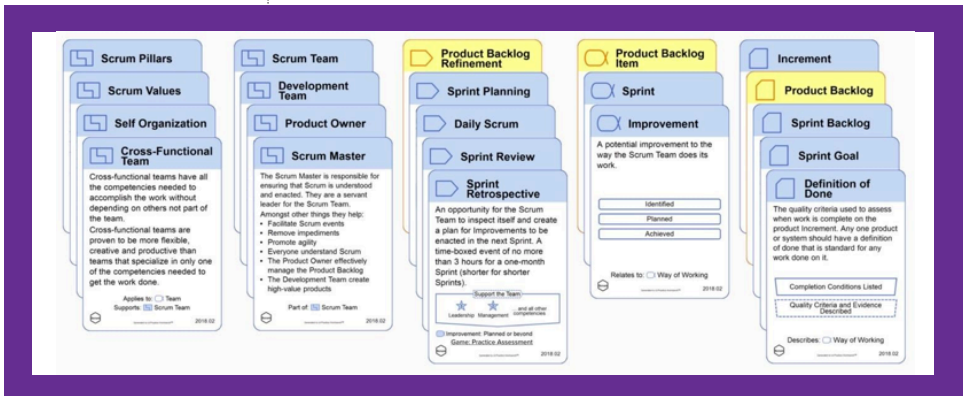 Scrum Pillars
Scrum Values
Self Organization
Cross-Functional
Team
Cross-functional teams have all
the competencies needed to
accomplish the work without
depending on others not part of
the team.
Cross-functional teams are
proven to be more flexible,
creative and productive than
teams that specialize in only one
of the competencies needed to
get the work done.
Applies to: Team
Supports: Scrum Team
2018.02
Scrum Team
Development
Team
Product Owner
Scrum Master
The Scrum Master is responsible for
ensuring that Scrum is understood
and enacted. They are a servant
leader for the Scrum Team.
Amongst other things they help:
• Facilitate Scrum events
• Remove impediments
• Promote agility
• Everyone understand Scrum
• The Product Owner effectively
manage the Product Backlog
• The Development Team create
high-value products
Part of: Scrum Team
2018.02
Product Backlog
Refinement
Sprint Planning
Daily Scrum
Sprint Review
Sprint
Retrospective
An opportunity for the Scrum
Team to inspect itself and create
a plan for Improvements to be
enacted in the next Sprint. A
time-boxed event of no more
than 3 hours for a one-month
Sprint (shorter for shorter
Sprints).
Support the Team
Leadership Management and all other
competencies
Improvement: Planned or beyond
Game: Practice Assessment
2018.02
Product Backlog
Item
Sprint
Improvement
A potential improvement to the
way the Scrum Team does its
work.
Identified
Planned
Achieved
Relates to: Way of Working
2018.02
Increment
Product Backlog
Sprint Backlog
Sprint Goal
Definition of
Done
The quality criteria used to assess
when work is complete on the
product Increment. Any one product
or system should have a definition
of done that is standard for any
work done on it.
Completion Conditions Listed
Quality Criteria and Evidence
Described
Describes: Way of Working
2018.02